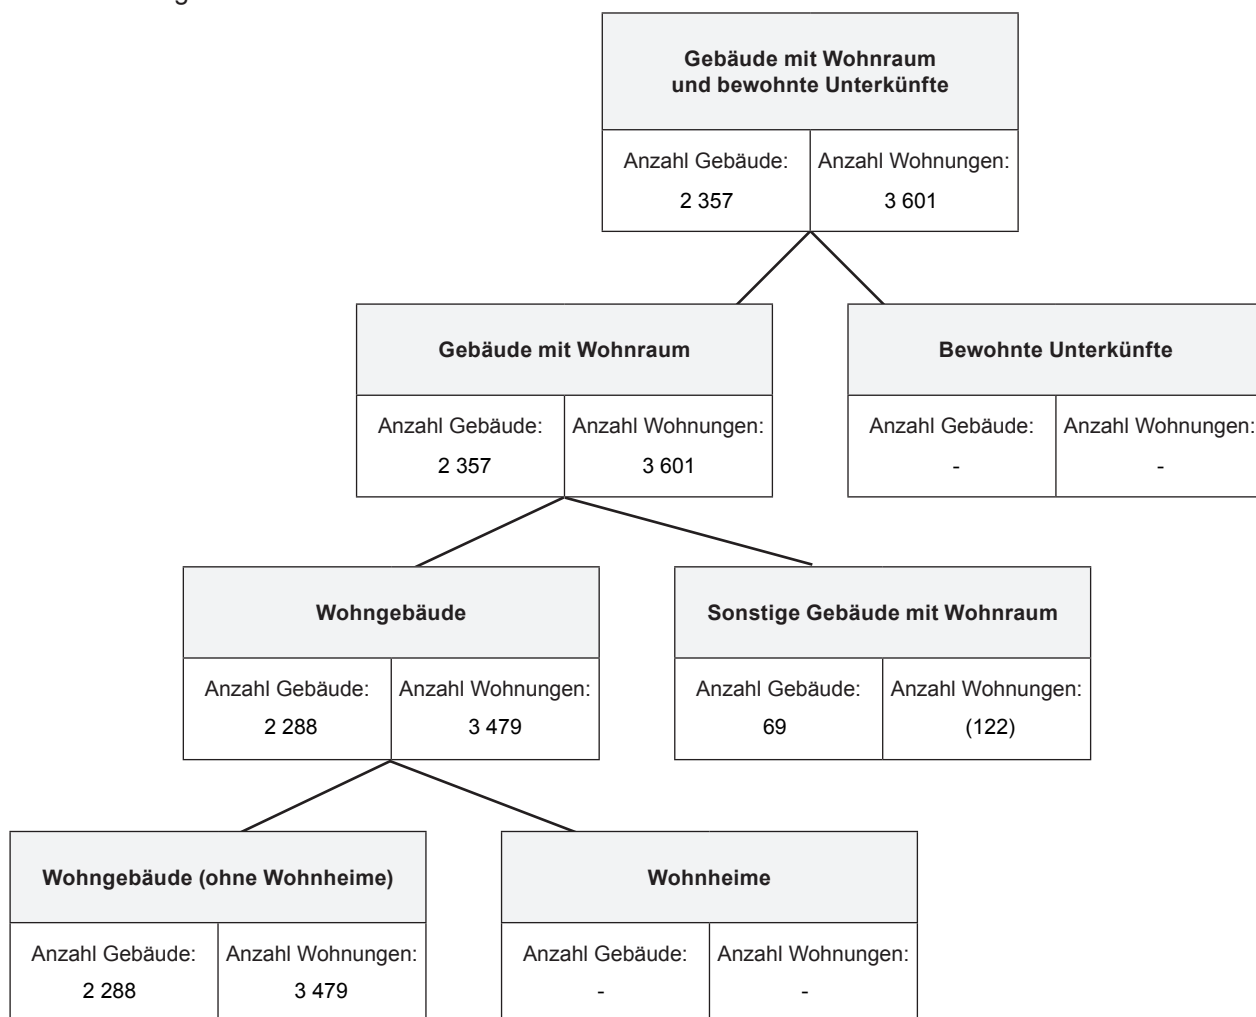 Gebäude mit Wohnraum
und bewohnte Unterkünfte
Anzahl Gebäude: Anzahl Wohnungen:
2 357 3 601
Gebäude mit Wohnraum
Anzahl Gebäude: Anzahl Wohnungen:
2 357 3 601
Bewohnte Unterkünfte
Anzahl Gebäude: Anzahl Wohnungen:
- -
Wohngebäude
Anzahl Gebäude: Anzahl Wohnungen:
2 288 3 479
Sonstige Gebäude mit Wohnraum
Anzahl Gebäude: Anzahl Wohnungen:
69 (122)
Wohngebäude (ohne Wohnheime)
Anzahl Gebäude: Anzahl Wohnungen:
2 288 3 479
Wohnheime
Anzahl Gebäude: Anzahl Wohnungen:
- -